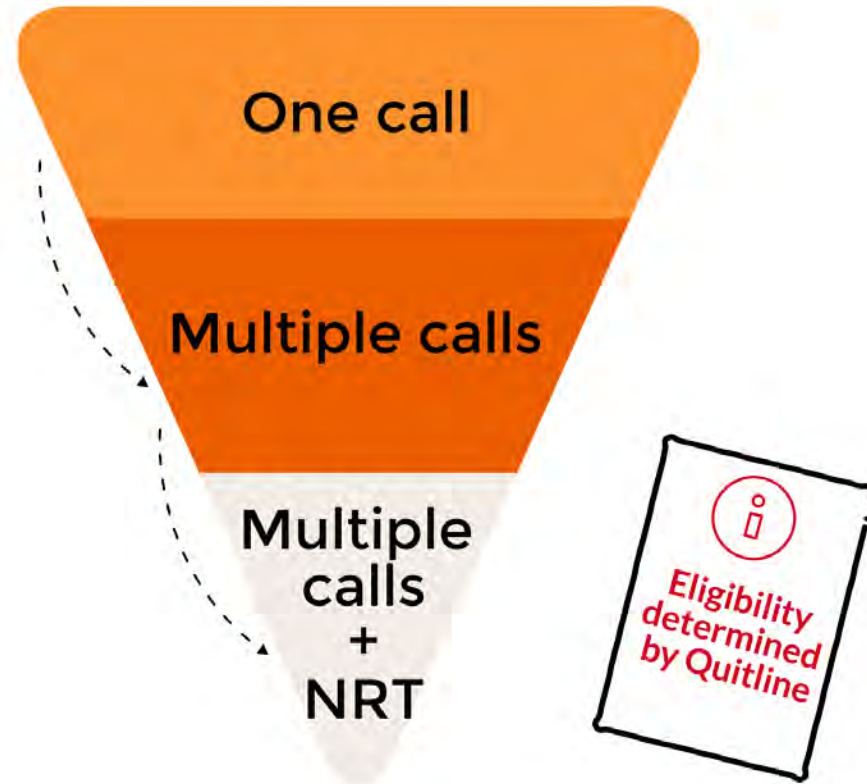 One call
Multiple calls
Multiple
calls
+
NRT
i
Eligibility
determined
by Quitline